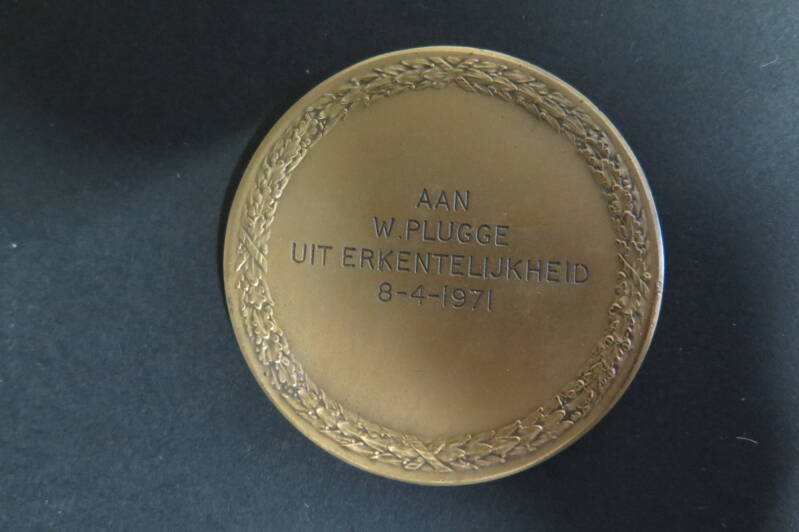 AAN
W. PLUGGE
UIT ERKENTELIJKHEID
8-4-1971